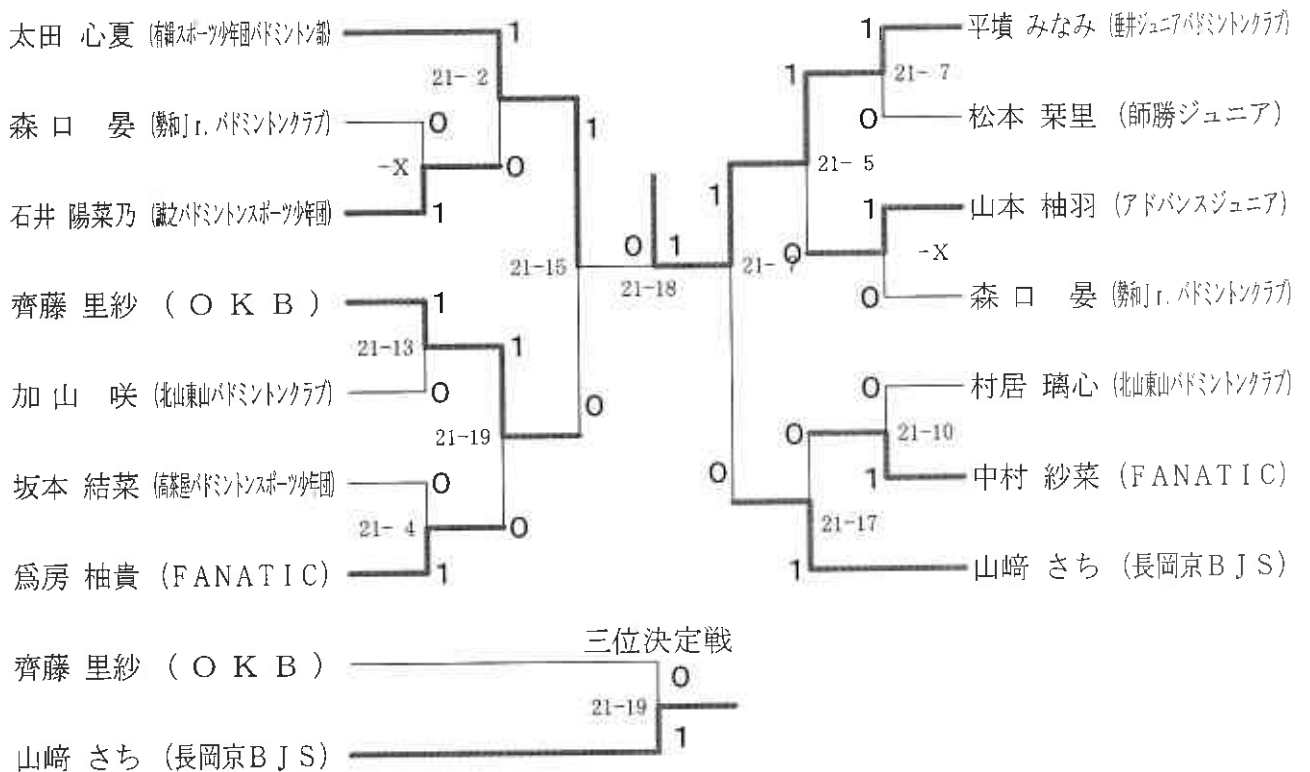 太田 心夏 (有緝スポーツ少年団バドミントン部)
1
21- 2
森口 晏 (勢和Jr. バドミントンクラブ)
0
-X
0
石井 陽菜乃 (誠之バドミントンスポーツ少年団)
1
1
21-15
齊藤 里紗 (OKB)
1
21-13
1
加山 咲 (北山東山バドミントンクラブ)
0
21-19
0
坂本 結菜 (高茶屋バドミントンスポーツ少年団)
0
21- 4
0
爲房 柚貴 (FANATIC)
1
0 1
21-18
1
平墳 みなみ (垂井ジュニアバドミントンクラブ)
1
21- 7
0
松本 栞里 (師勝ジュニア)
21- 5
1
1
山本 柚羽 (アドバンスジュニア)
0
-X
21- 7
0
森口 晏 (勢和Jr. バドミントンクラブ)
0
村居 璃心 (北山東山バドミントンクラブ)
0
21-10
0
1
中村 紗菜 (FANATIC)
21-17
1
山﨑 さち (長岡京BJS)
三位決定戦
齊藤 里紗 (OKB)
0
21-19
1
山﨑 さち (長岡京BJS)